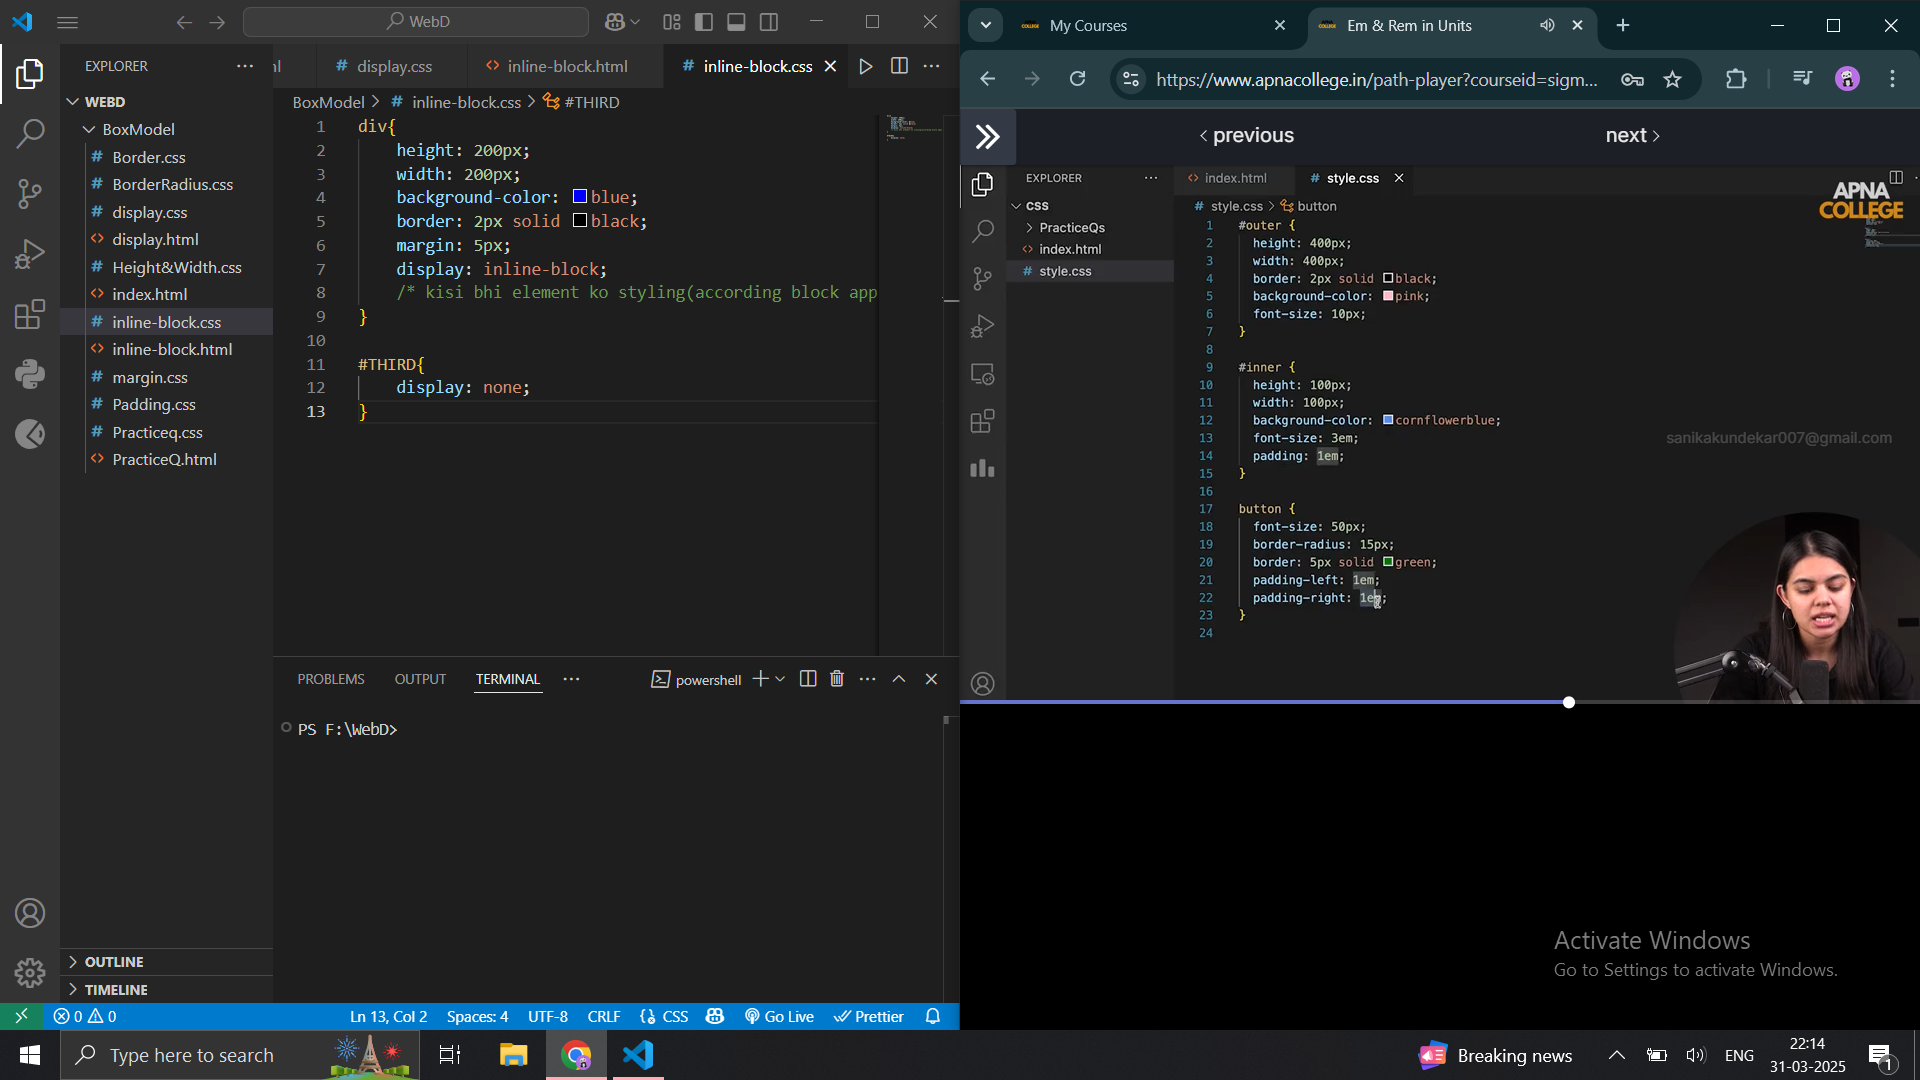 WebD
EXPLORER
WEBD
BoxModel
Border.css
BorderRadius.css
display.css
display.html
Height&Width.css
index.html
inline-block.css
inline-block.html
margin.css
Padding.css
Practiceq.css
PracticeQ.html
OUTLINE
TIMELINE
display.css
inline-block.html
inline-block.css
BoxModel > inline-block.css > #THIRD
1 div{
2 height: 200px;
3 width: 200px;
4 background-color: blue;
5 border: 2px solid black;
6 margin: 5px;
7 display: inline-block;
8 /* kisi bhi element ko styling(according block app
9 }
10
11 #THIRD{
12 display: none;
13 }
PROBLEMS OUTPUT TERMINAL powershell
PS F:\WebD>
0 0 Ln 13, Col 2 Spaces: 4 UTF-8 CRLF {} CSS Go Live Prettier
My Courses
Em & Rem in Units
https://www.apnacollege.in/path-player?courseid=sigm...
< previous next >
EXPLORER
CSS
PracticeQs
index.html
style.css
index.html
style.css
APNA
COLLEGE
style.css > button
1 #outer {
2 height: 400px;
3 width: 400px;
4 border: 2px solid black;
5 background-color: pink;
6 font-size: 10px;
7 }
8
9 #inner {
10 height: 100px;
11 width: 100px;
12 background-color: cornflowerblue;
13 font-size: 3em;
14 padding: 1em;
15 }
16
17 button {
18 font-size: 50px;
19 border-radius: 15px;
20 border: 5px solid green;
21 padding-left: 1em;
22 padding-right: 1em;
23 }
24
sanikakundekar007@gmail.com
Activate Windows
Go to Settings to activate Windows.
Type here to search
Breaking news
ENG
22:14
31-03-2025
1